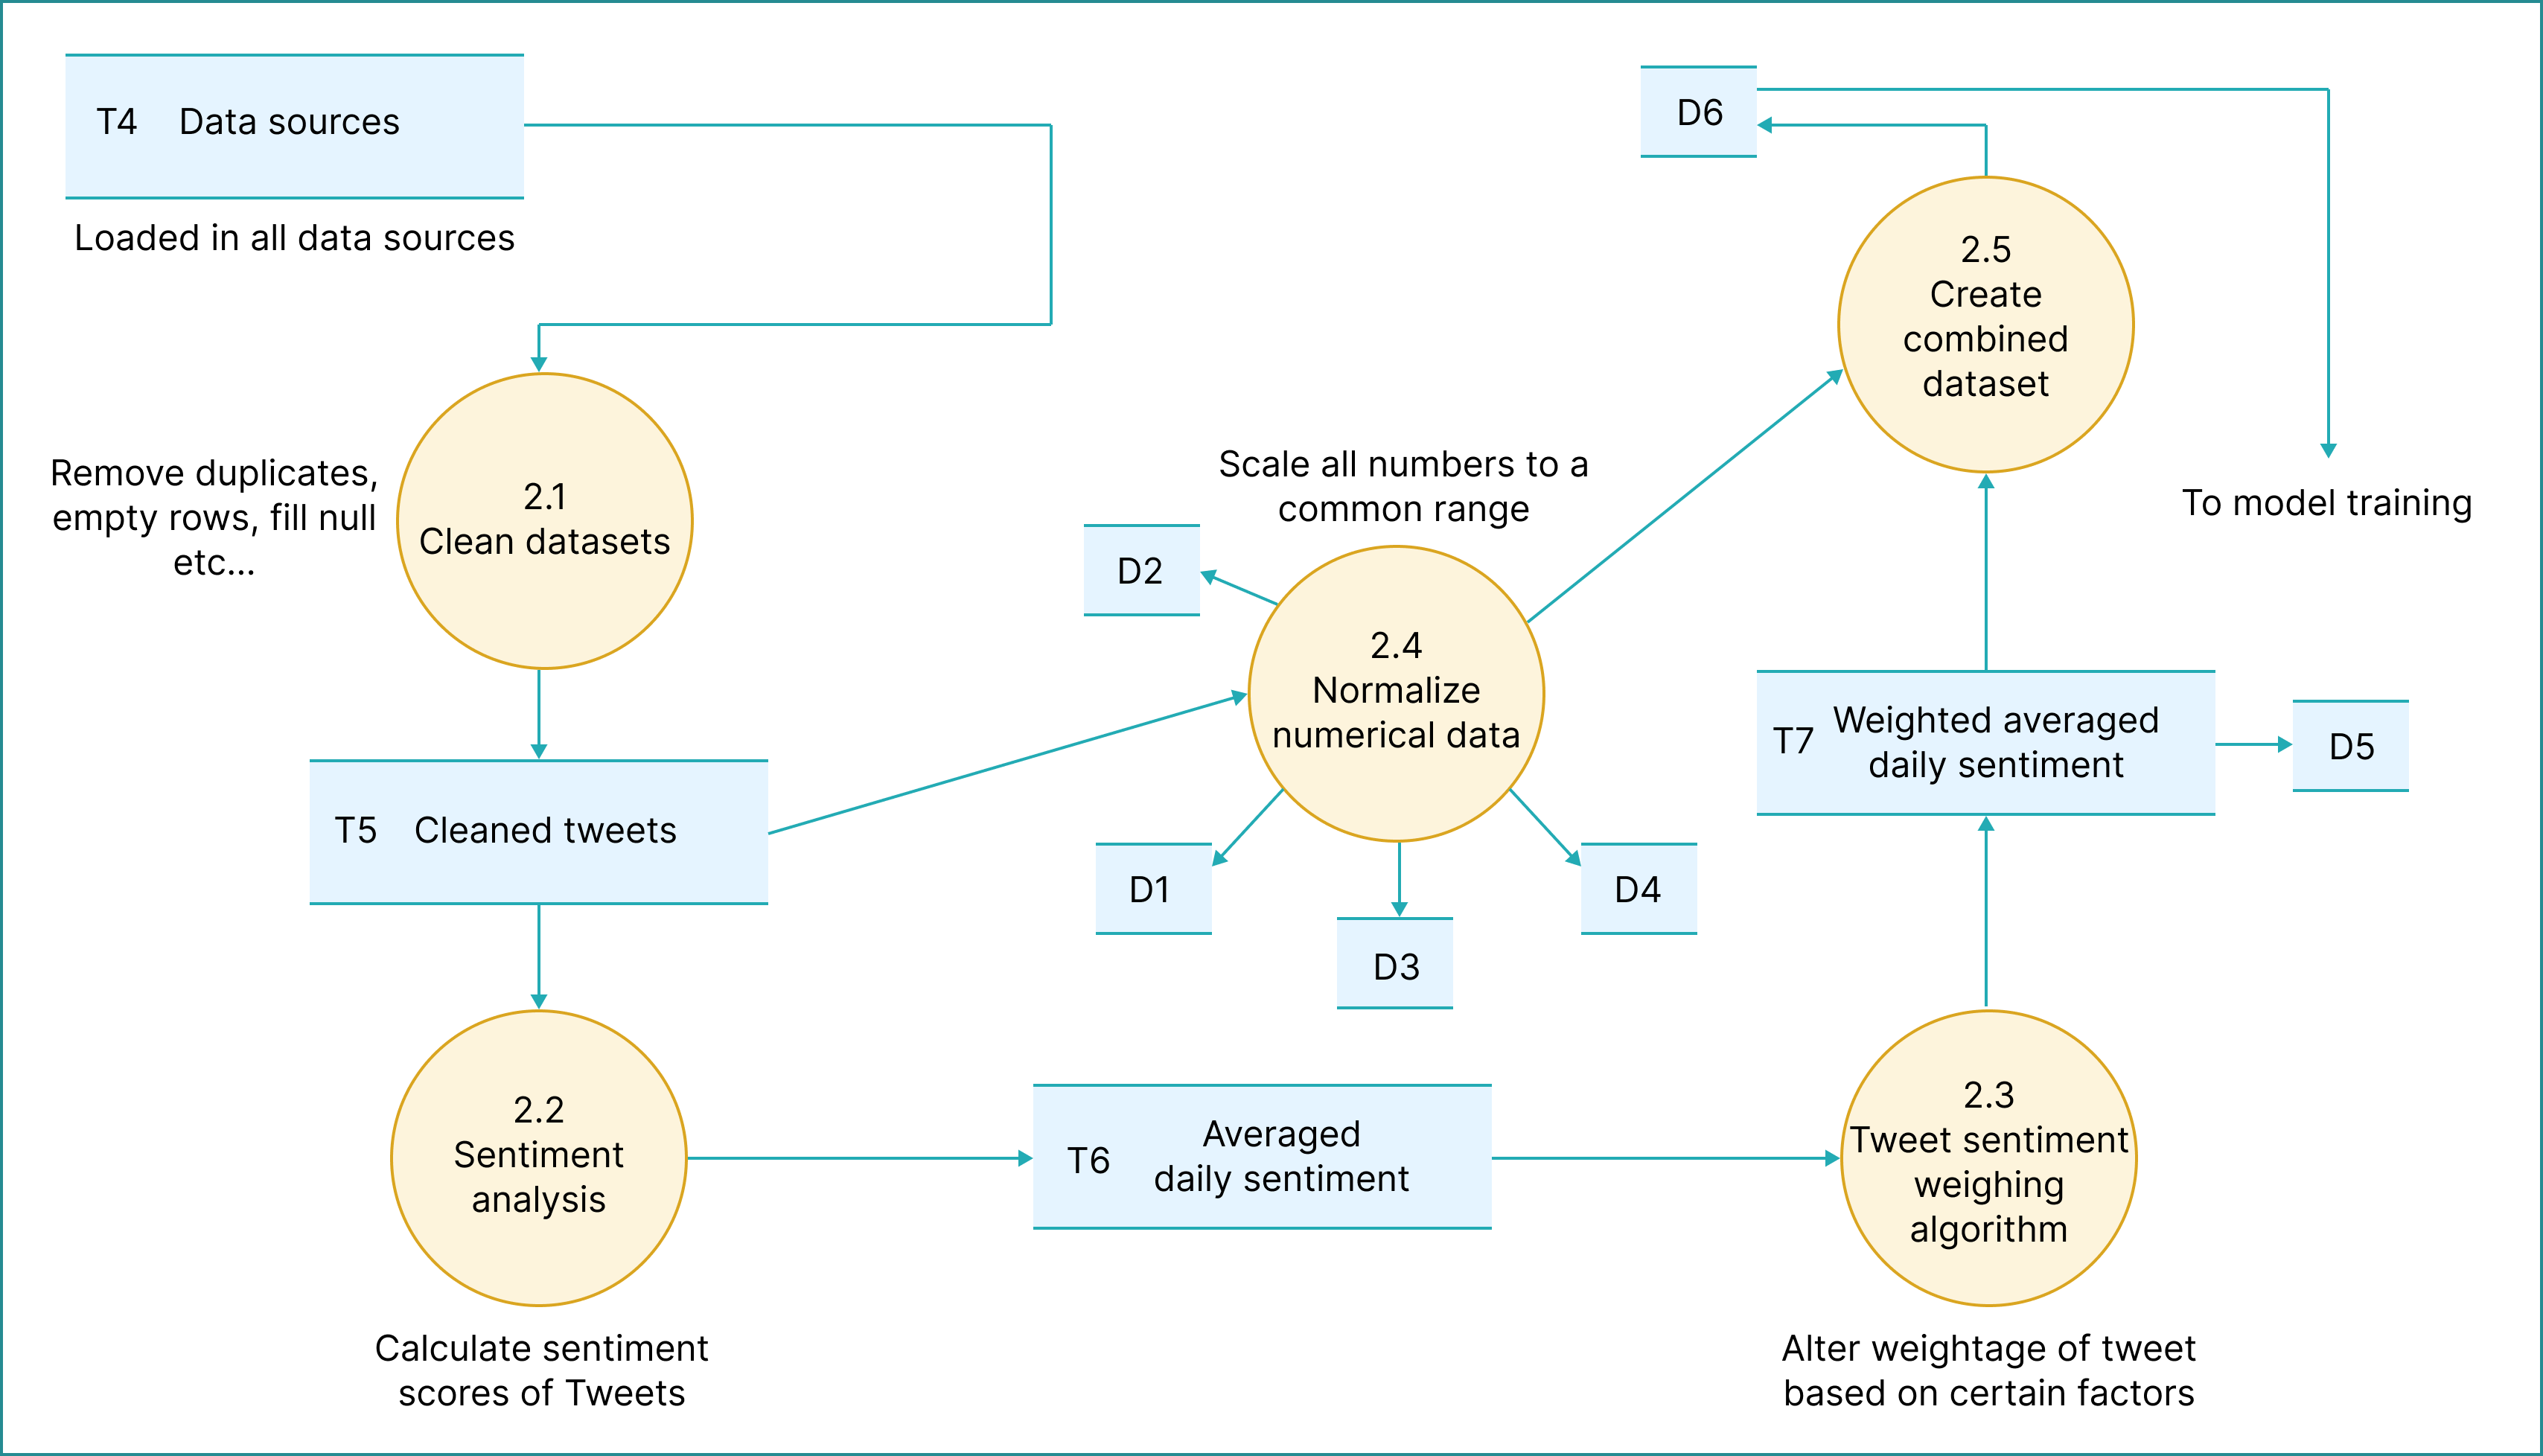 T4 Data sources
Loaded in all data sources
D6
2.5
Create
combined
dataset
To model training
Remove duplicates,
empty rows, fill null
etc...
2.1
Clean datasets
Scale all numbers to a
common range
D2
2.4
Normalize
numerical data
D1
D3
D4
T5 Cleaned tweets
T7 Weighted averaged
daily sentiment
D5
2.2
Sentiment
analysis
Calculate sentiment
scores of Tweets
T6 Averaged
daily sentiment
2.3
Tweet sentiment
weighing
algorithm
Alter weightage of tweet
based on certain factors